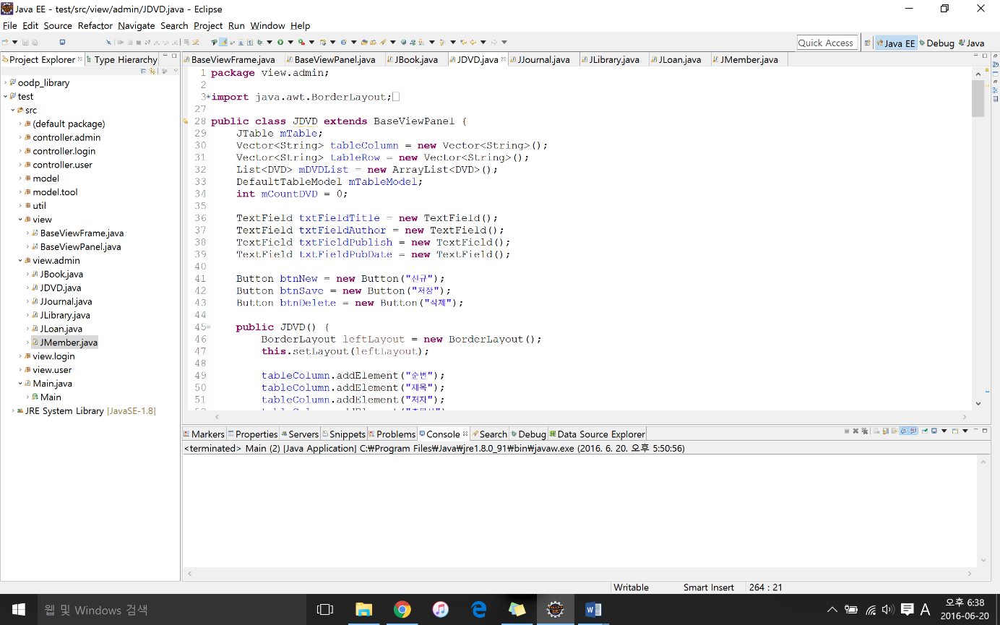 Java EE - test/src/view/admin/JDVD.java - Eclipse
File Edit Source Refactor Navigate Search Project Run Window Help
Quick Access Java EE Debug Java
Project Explorer Type Hierarchy
oodp_library
test
src
(default package)
controller.admin
controller.login
controller.user
model
model.tool
util
view
BaseViewFrame.java
BaseViewPanel.java
view.admin
JBook.java
JDVD.java
JJournal.java
JLibrary.java
JLoan.java
JMember.java
view.login
view.user
Main.java
Main
JRE System Library [JavaSE-1.8]
BaseViewFrame.java BaseViewPanel.java JBook.java JDVD.java JJournal.java JLibrary.java JLoan.java JMember.java
1 package view.admin;
2
3 import java.awt.BorderLayout;
27
28 public class JDVD extends BaseViewPanel {
29 JTable mTable;
30 Vector<String> tableColumn = new Vector<String>();
31 Vector<String> tableRow = new Vector<String>();
32 List<DVD> mDVDList = new ArrayList<DVD>();
33 DefaultTableModel mTableModel;
34 int mCountDVD = 0;
35
36 TextField txtFieldTitle = new TextField();
37 TextField txtFieldAuthor = new TextField();
38 TextField txtFieldPublish = new TextField();
39 TextField txtFieldPubDate = new TextField();
40
41 Button btnNew = new Button("신규");
42 Button btnSave = new Button("저장");
43 Button btnDelete = new Button("삭제");
44
45 public JDVD() {
46 BorderLayout leftLayout = new BorderLayout();
47 this.setLayout(leftLayout);
48
49 tableColumn.addElement("순번");
50 tableColumn.addElement("제목");
51 tableColumn.addElement("저자");
Markers Properties Servers Snippets Problems Console Search Debug Data Source Explorer
<terminated> Main (2) [Java Application] C:₩Program Files₩Java₩jre1.8.0_91₩bin₩javaw.exe (2016. 6. 20. 오후 5:50:56)
Writable Smart Insert 264 : 21
웹 및 Windows 검색
A
오후 6:38
2016-06-20